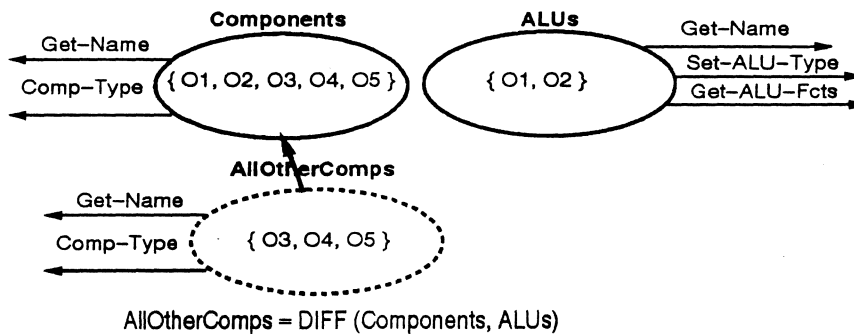 Components
ALUs
Get-Name
Get-Name
{ O1, O2, O3, O4, O5 }
{ O1, O2 }
Set-ALU-Type
Comp-Type
Get-ALU-Fcts
AllOtherComps
Get-Name
{ O3, O4, O5 }
Comp-Type
AllOtherComps = DIFF (Components, ALUs)